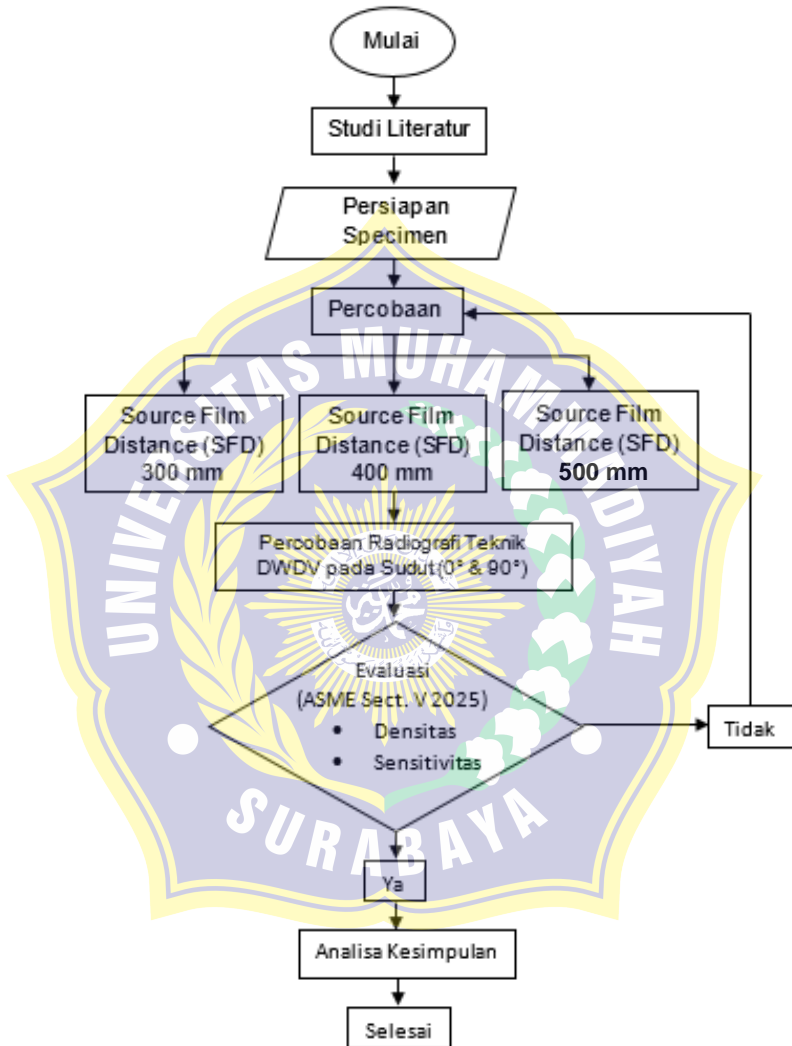 Mulai
Studi Literatur
Persiapan
Specimen
Percobaan
Source Film
Distance (SFD)
300 mm
Source Film
Distance (SFD)
400 mm
Source Film
Distance (SFD)
500 mm
Percobaan Radiografi Teknik
DWDV pada Sudut (0° & 90°)
Evaluasi
(ASME Sect. V 2025)
• Densitas
• Sensitivitas
Tidak
Ya
Analisa Kesimpulan
Selesai
UNIVERSITAS MUHAMMADIYAH
SURABAYA